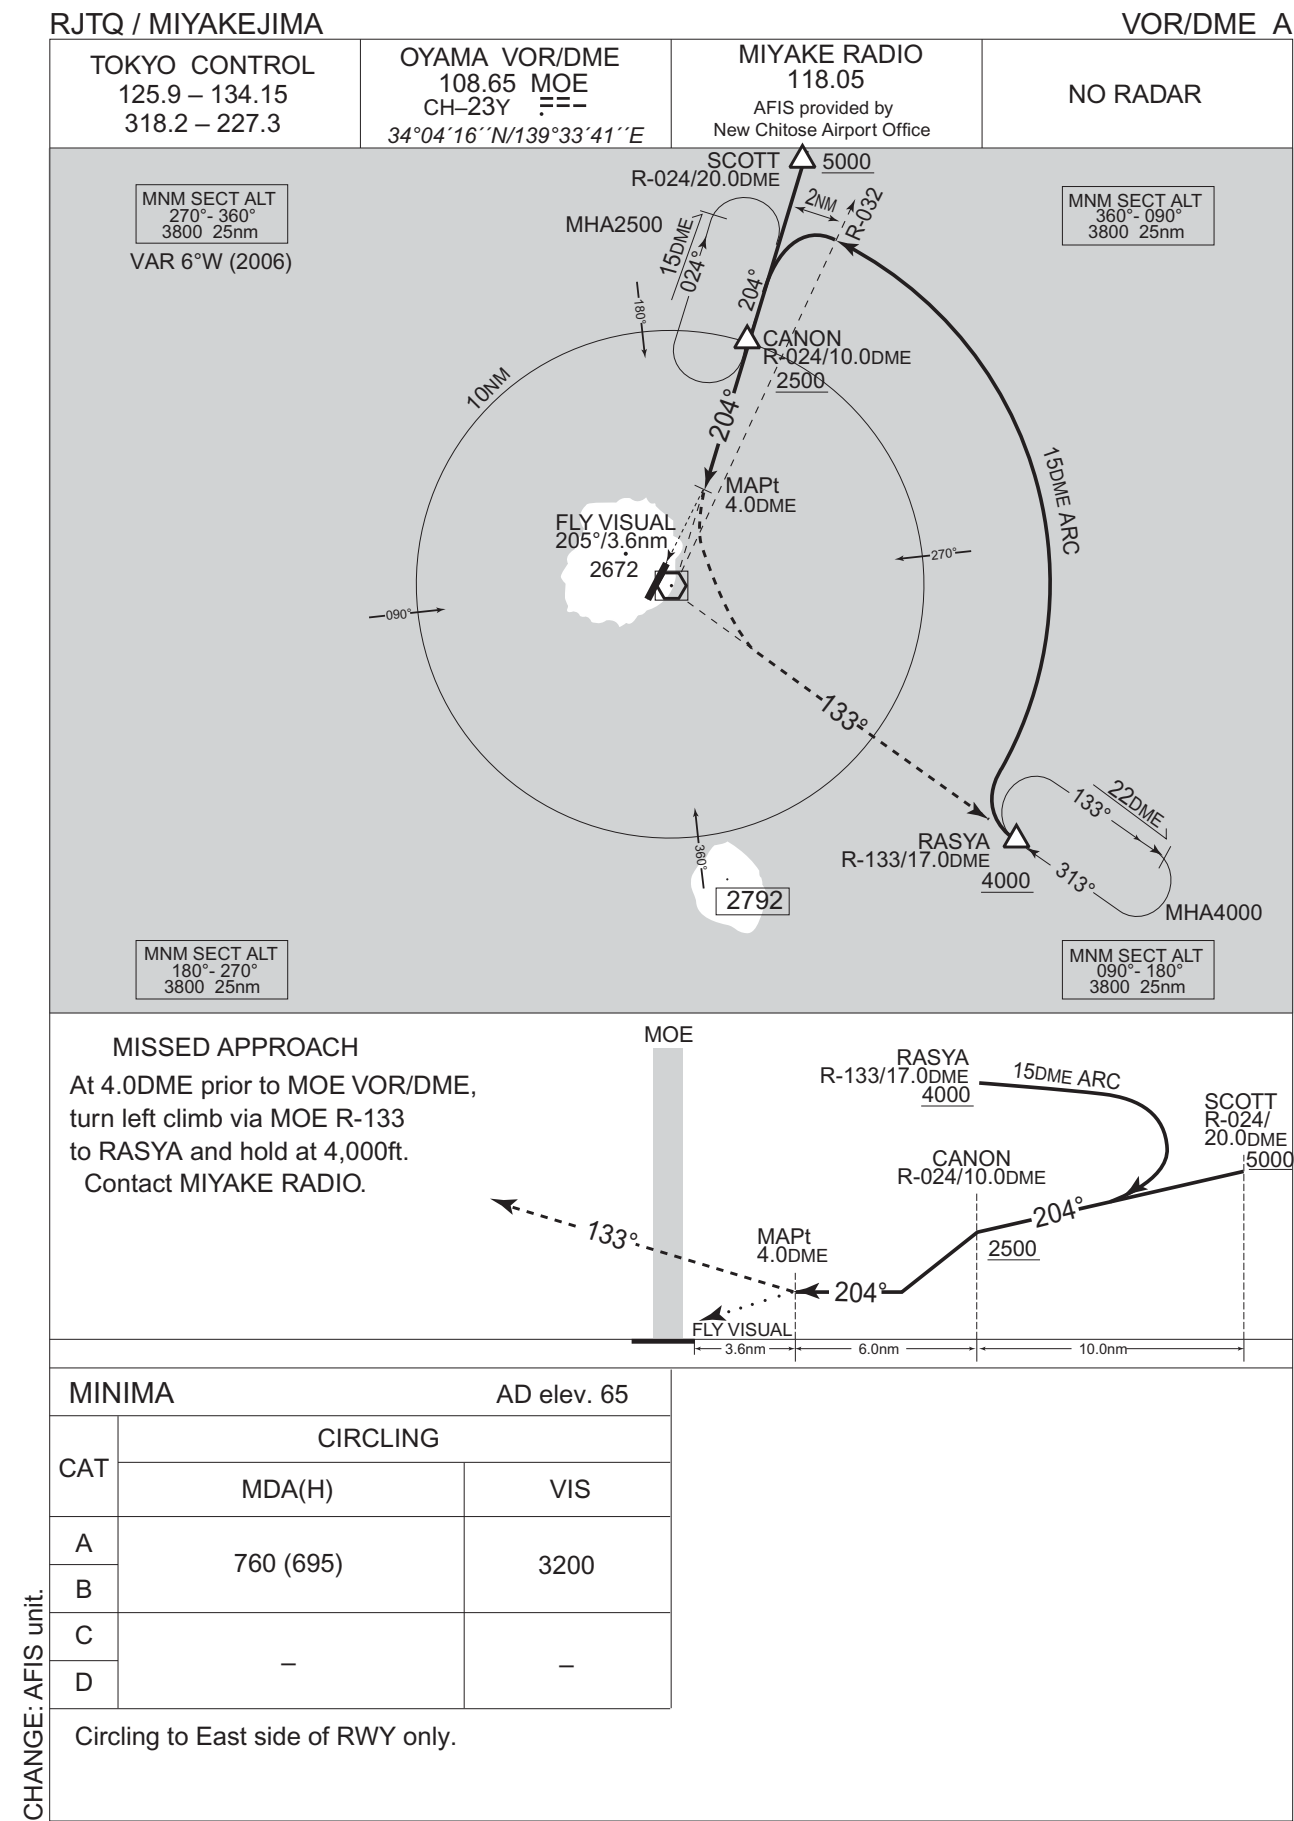 RJTQ / MIYAKEJIMA
VOR/DME A
TOKYO CONTROL
125.9 – 134.15
318.2 – 227.3
OYAMA VOR/DME
108.65 MOE
CH–23Y
34°04´16´´N/139°33´41´´E
MIYAKE RADIO
118.05
AFIS provided by
New Chitose Airport Office
NO RADAR
MNM SECT ALT
270°- 360°
3800 25nm
VAR 6°W (2006)
SCOTT
R-024/20.0DME
5000
MNM SECT ALT
360°- 090°
3800 25nm
2NM
R-032
MHA2500
15DME
024°
204°
180°
CANON
R-024/10.0DME
2500
10NM
204°
15DME ARC
MAPt
4.0DME
FLY VISUAL
205°/3.6nm
2672
270°
090°
133°
360°
2792
RASYA
R-133/17.0DME
4000
22DME
133°
313°
MHA4000
MNM SECT ALT
180°- 270°
3800 25nm
MNM SECT ALT
090°- 180°
3800 25nm
MISSED APPROACH
At 4.0DME prior to MOE VOR/DME,
turn left climb via MOE R-133
to RASYA and hold at 4,000ft.
Contact MIYAKE RADIO.
MOE
RASYA
R-133/17.0DME
4000
15DME ARC
SCOTT
R-024/
20.0DME
5000
CANON
R-024/10.0DME
204°
2500
MAPt
4.0DME
133°
204°
FLY VISUAL
3.6nm
6.0nm
10.0nm
MINIMA
AD elev. 65
CAT
CIRCLING
MDA(H)
VIS
A
B
760 (695)
3200
C
D
–
–
Circling to East side of RWY only.
CHANGE: AFIS unit.